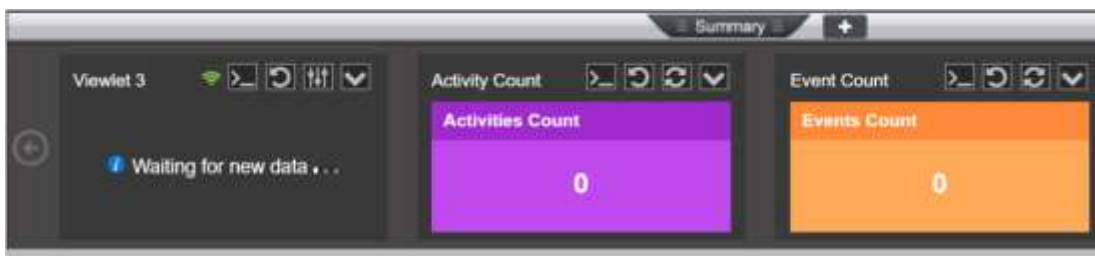 Summary
Viewlet 3
Activity Count
Event Count
Activities Count
Events Count
Waiting for new data . . .
0
0